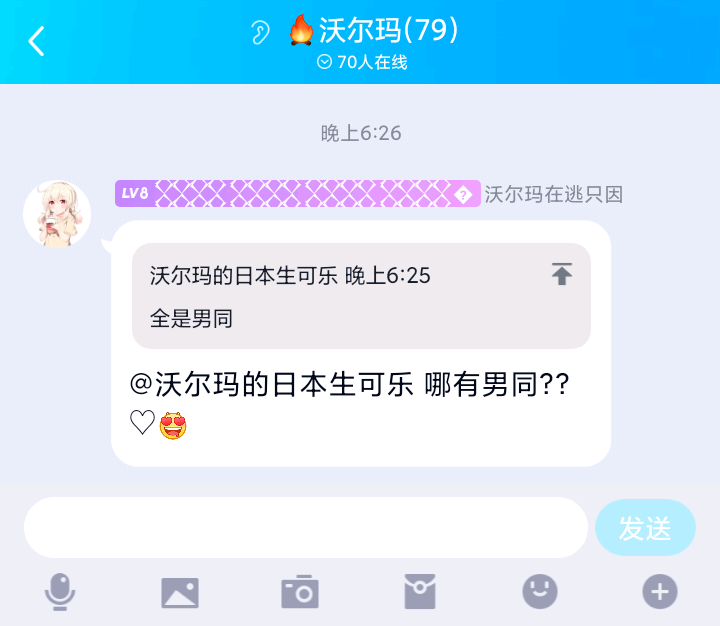 🔥沃尔玛(79)
70人在线
晚上6:26
LV8 沃尔玛在逃只因
沃尔玛的日本生可乐 晚上6:25
全是男同
@沃尔玛的日本生可乐 哪有男同??
♡😍
发送